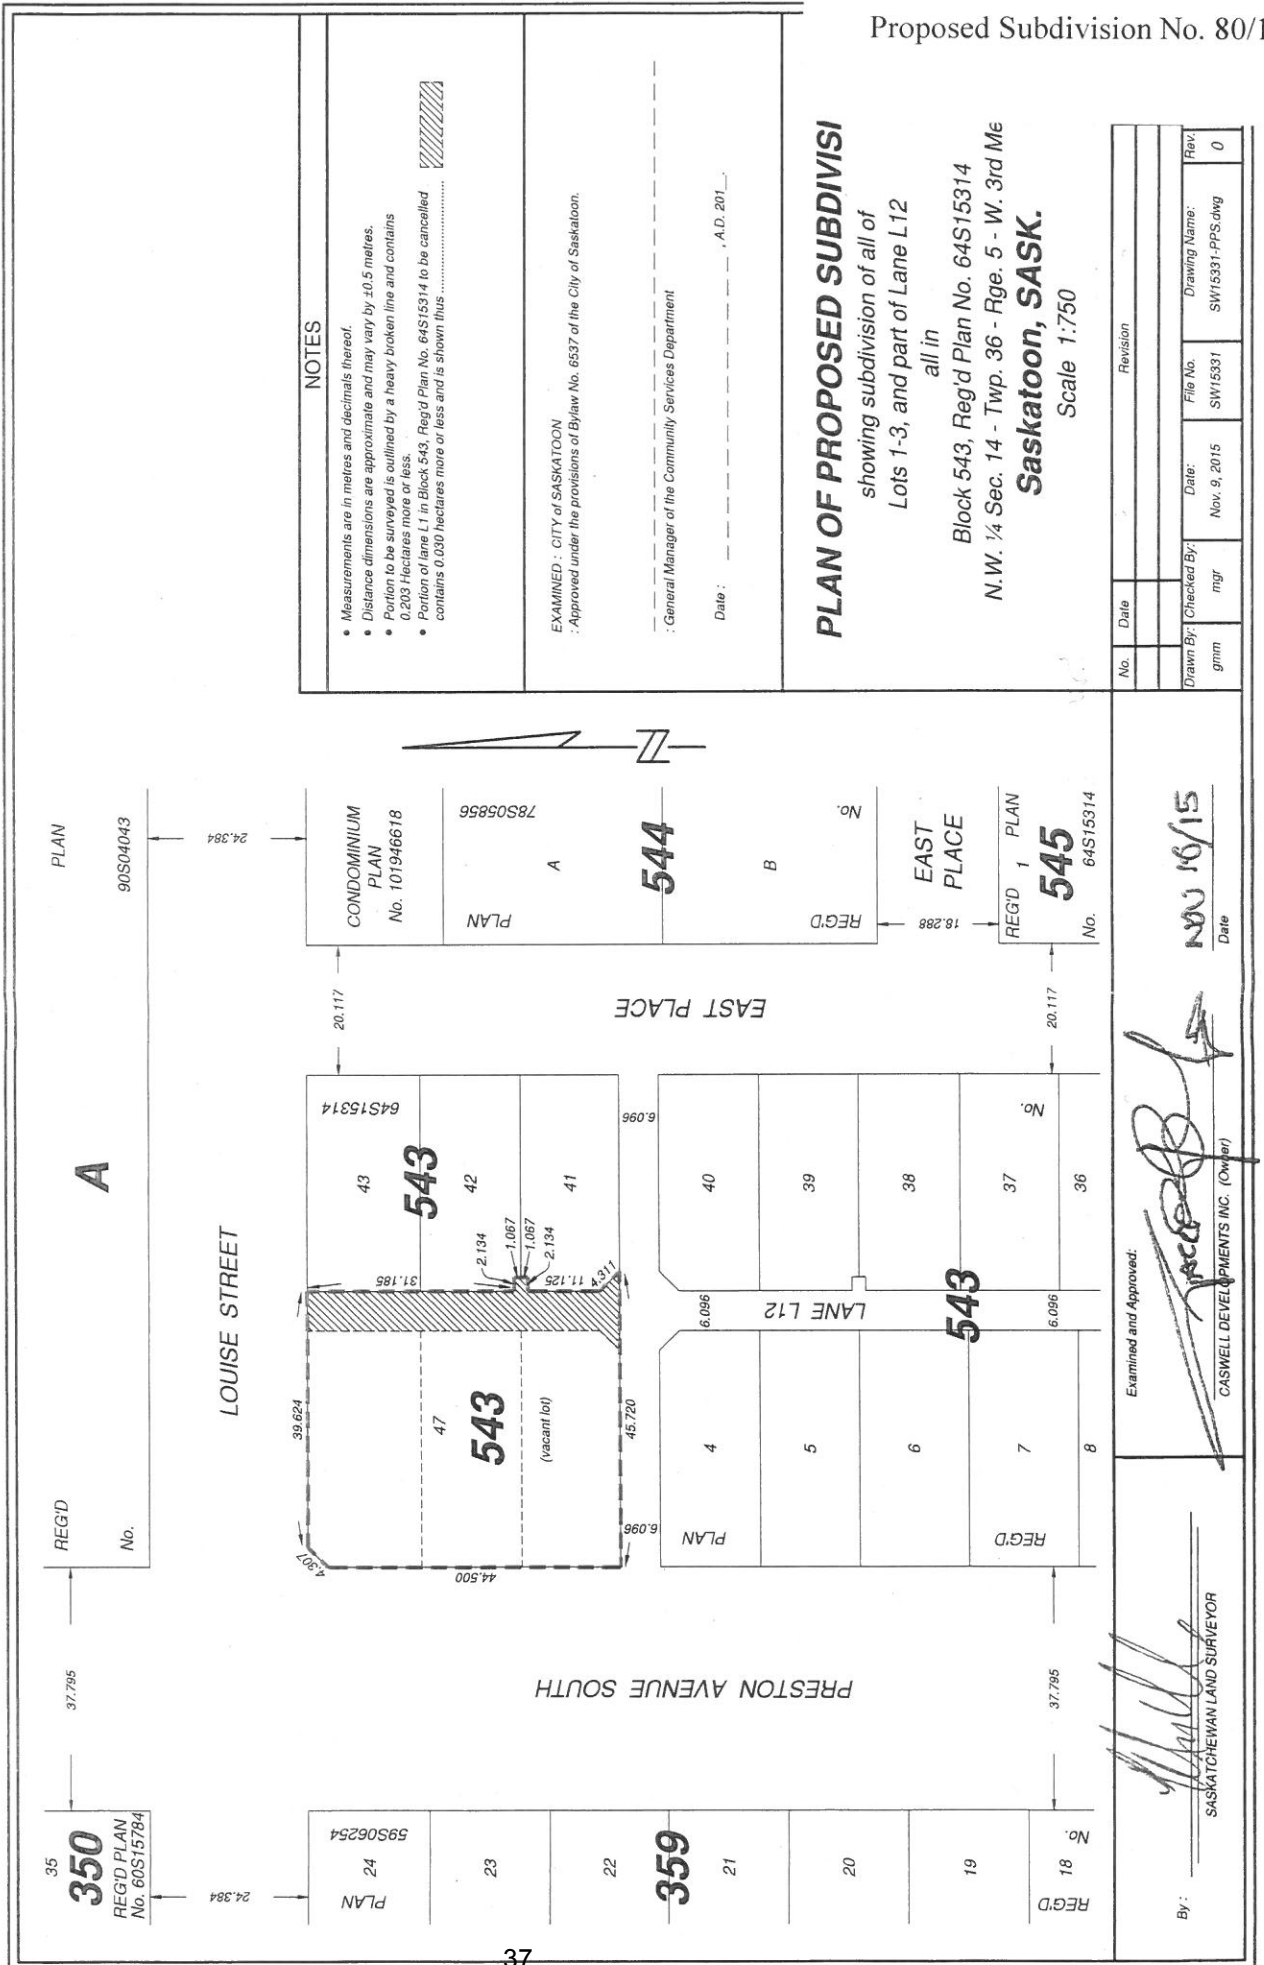 Proposed Subdivision No. 80/1
NOTES
• Measurements are in metres and decimals thereof.
• Distance dimensions are approximate and may vary by ±0.5 metres.
• Portion to be surveyed is outlined by a heavy broken line and contains
0.203 Hectares more or less.
• Portion of lane L1 in Block 543, Reg'd Plan No. 64S15314 to be cancelled
contains 0.030 hectares more or less and is shown thus
EXAMINED : CITY of SASKATOON
: Approved under the provisions of Bylaw No. 6537 of the City of Saskatoon.
: General Manager of the Community Services Department
Date : , A.D. 201_.
PLAN OF PROPOSED SUBDIVISI
showing subdivision of all of
Lots 1-3, and part of Lane L12
all in
Block 543, Reg'd Plan No. 64S15314
N.W. ¼ Sec. 14 - Twp. 36 - Rge. 5 - W. 3rd Me
Saskatoon, SASK.
Scale 1:750
No. Date Revision
Drawn By: Checked By: Date: File No. Drawing Name: Rev.
gmm mgr Nov. 9, 2015 SW15331 SW15331-PPS.dwg 0
35
350
REG'D PLAN
No. 60S15784
37.795
REG'D
No.
A
PLAN
90S04043
24.384
24.384
LOUISE STREET
24
PLAN
59S06254
23
22
359
21
20
19
18
REG'D
No.
PRESTON AVENUE SOUTH
37.795
4.307
39.624
44.500
47
543
(vacant lot)
45.720
6.096
31.185
2.134
1.067
1.067
2.134
11.125
4.311
43
64S15314
543
42
41
6.096
4
PLAN
5
6
7
REG'D
8
6.096
LANE L12
543
6.096
40
39
38
37
No.
36
20.117
EAST PLACE
20.117
CONDOMINIUM
PLAN
No. 101946618
PLAN
A
78S05856
544
REG'D
B
No.
18.288
EAST
PLACE
REG'D 1 PLAN
545
No. 64S15314
By :
SASKATCHEWAN LAND SURVEYOR
Examined and Approved:
CASWELL DEVELOPMENTS INC. (Owner)
Date
37